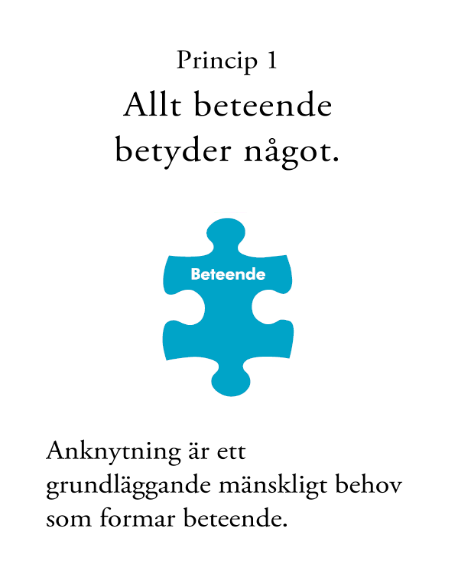 Princip 1
Allt beteende
betyder något.
Beteende
Anknytning är ett
grundläggande mänskligt behov
som formar beteende.